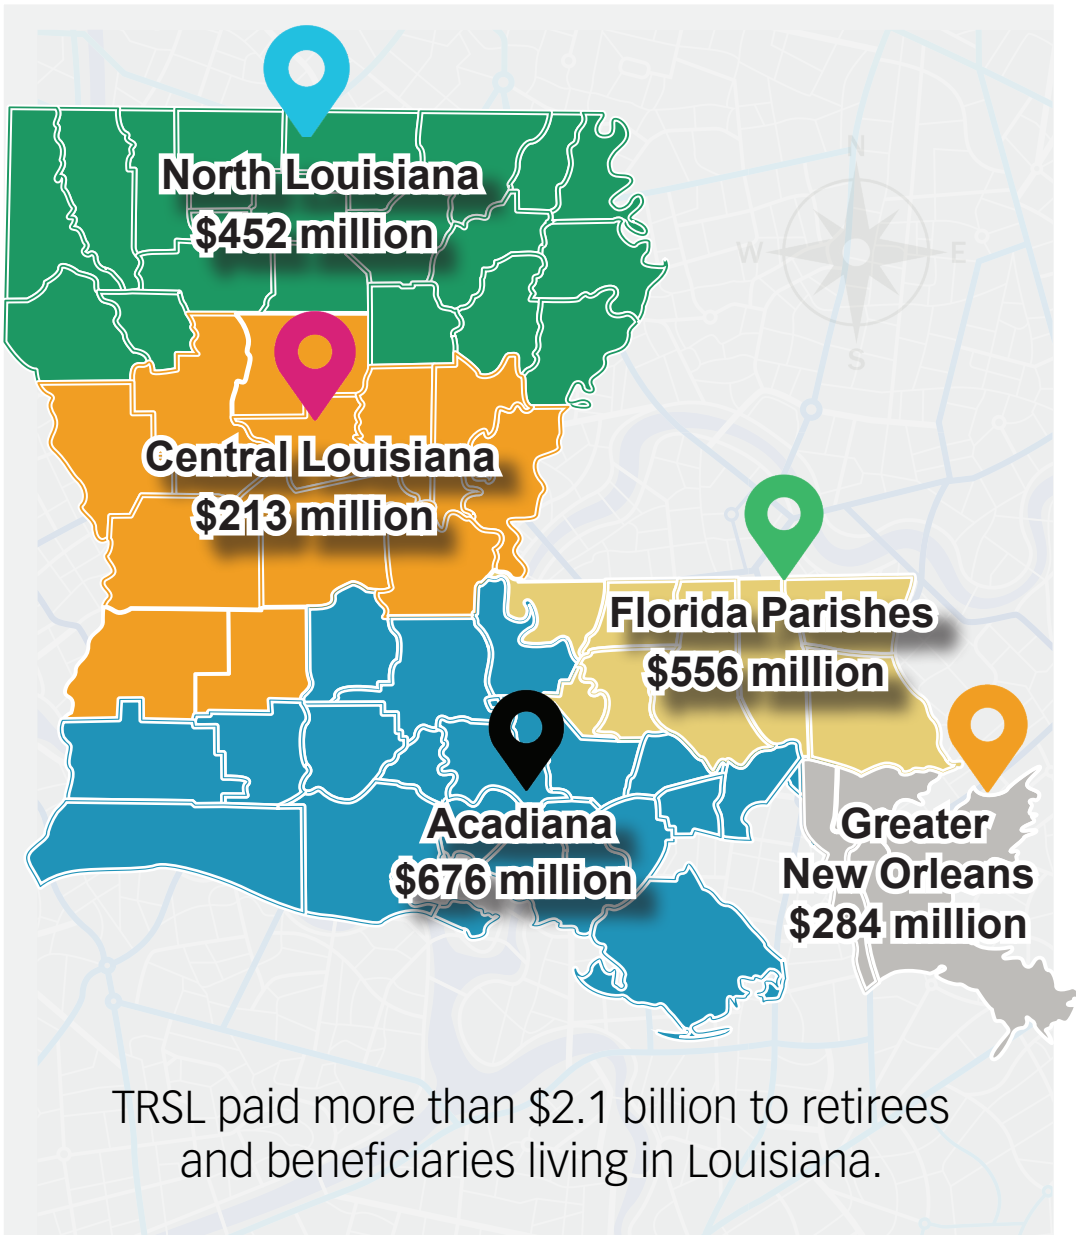 North Louisiana
$452 million
N
W
E
S
Central Louisiana
$213 million
Florida Parishes
$556 million
Acadiana
$676 million
Greater
New Orleans
$284 million
TRSL paid more than $2.1 billion to retirees
and beneficiaries living in Louisiana.